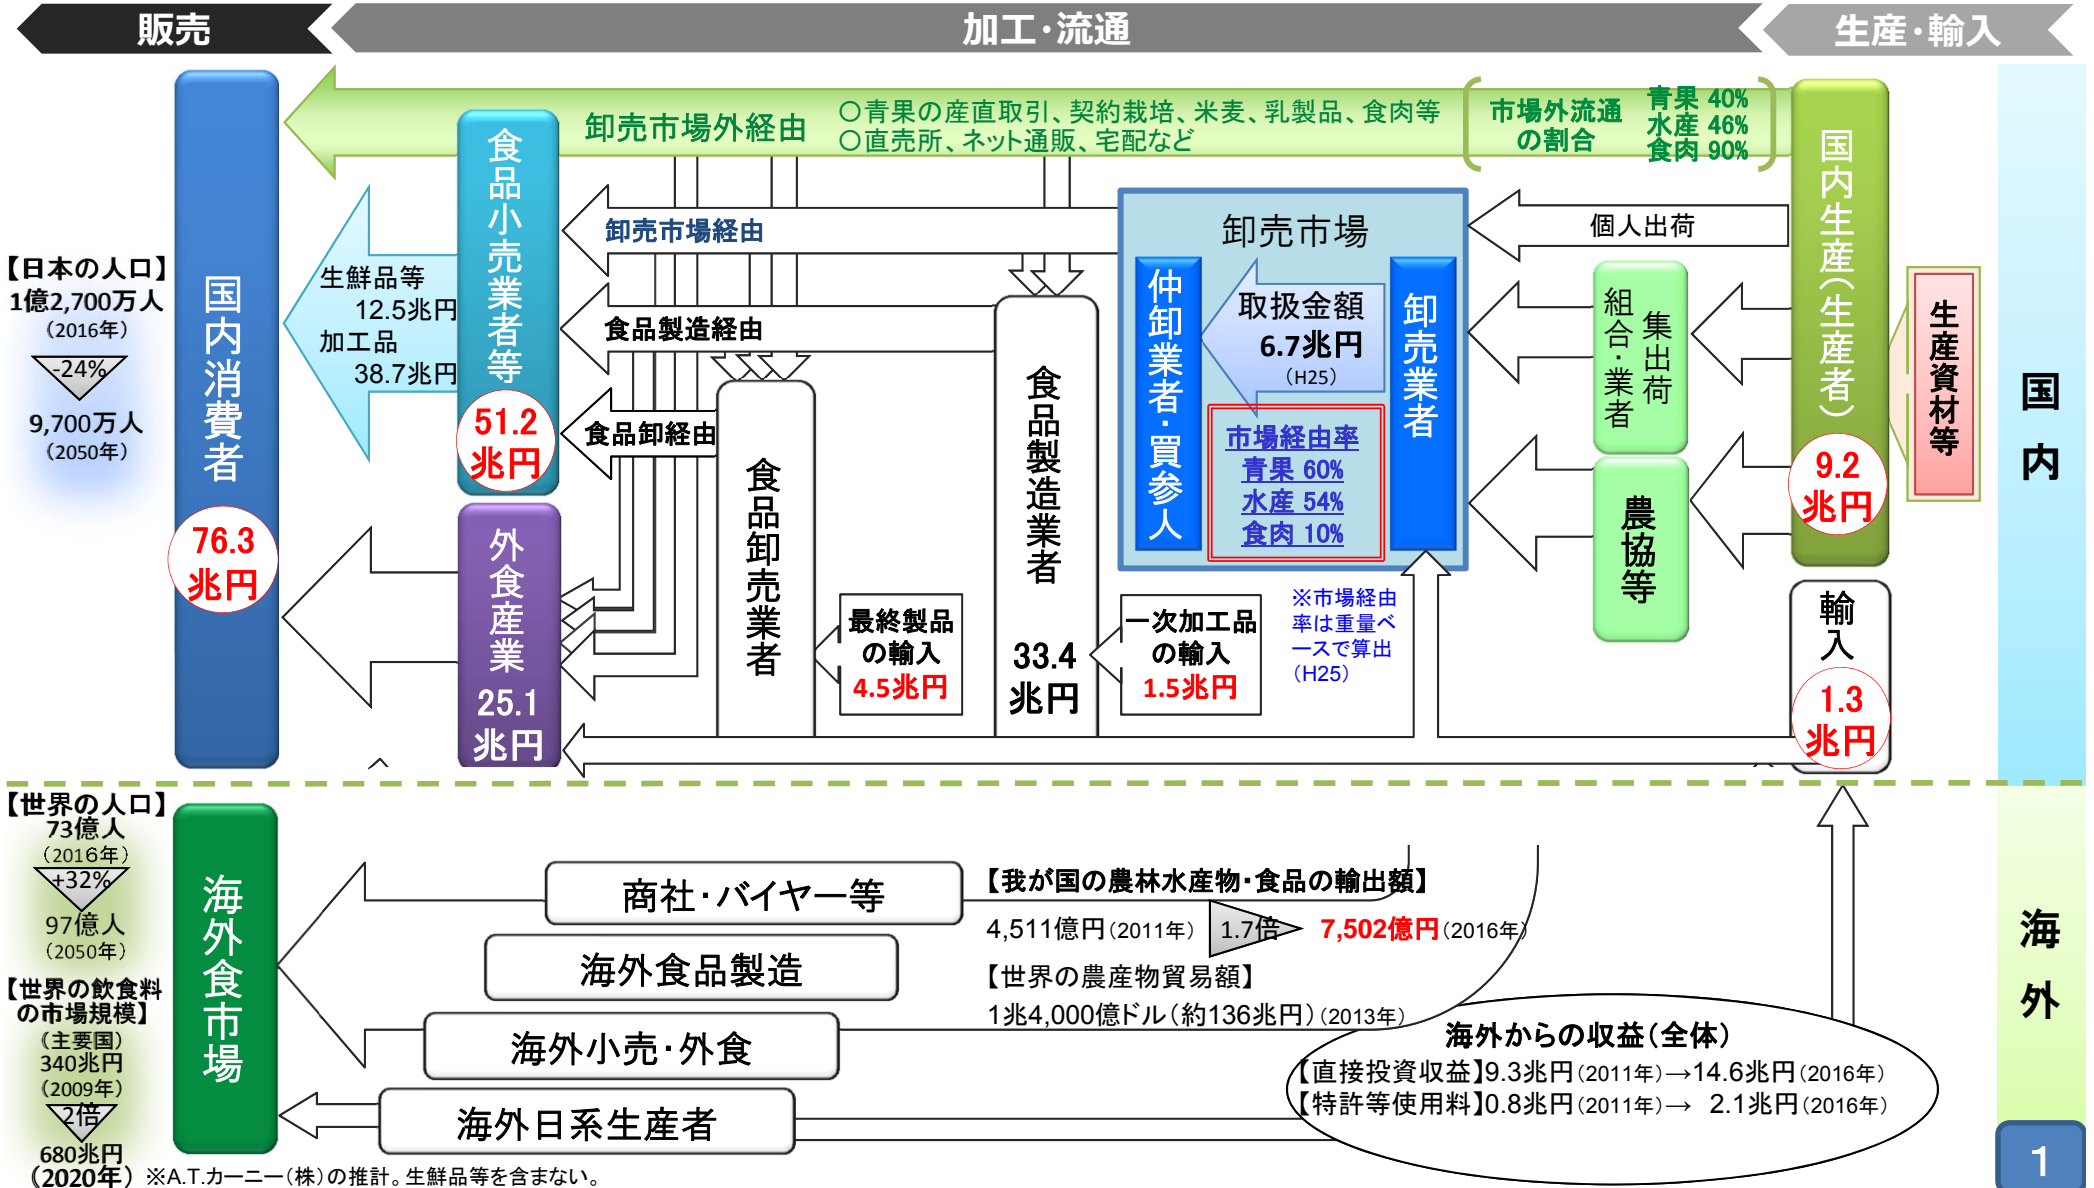 販売
加工・流通
生産・輸入
卸売市場外経由
○青果の産直取引、契約栽培、米麦、乳製品、食肉等
○直売所、ネット通販、宅配など
市場外流通
の割合
青果 40%
水産 46%
食肉 90%
国内消費者
76.3
兆円
【日本の人口】
1億2,700万人
（2016年）
-24%
9,700万人
（2050年）
生鮮品等
12.5兆円
加工品
38.7兆円
食品小売業者等
51.2
兆円
外食産業
25.1
兆円
卸売市場経由
食品製造経由
食品卸経由
食品卸売業者
最終製品
の輸入
4.5兆円
食品製造業者
33.4
兆円
一次加工品
の輸入
1.5兆円
卸売市場
仲卸業者・買参人
取扱金額
6.7兆円
（H25）
市場経由率
青果 60%
水産 54%
食肉 10%
卸売業者
※市場経由
率は重量ベ
ースで算出
（H25）
個人出荷
集出荷
組合・業者
農協等
国内生産（生産者）
9.2
兆円
生産資材等
輸入
1.3
兆円
国内
【世界の人口】
73億人
（2016年）
+32%
97億人
（2050年）
【世界の飲食料
の市場規模】
（主要国）
340兆円
（2009年）
2倍
680兆円
（2020年）
※A.T.カーニー（株）の推計。生鮮品等を含まない。
海外食市場
商社・バイヤー等
海外食品製造
海外小売・外食
海外日系生産者
【我が国の農林水産物・食品の輸出額】
4,511億円（2011年）
1.7倍
7,502億円（2016年）
【世界の農産物貿易額】
1兆4,000億ドル（約136兆円）（2013年）
海外からの収益（全体）
【直接投資収益】9.3兆円（2011年）→14.6兆円（2016年）
【特許等使用料】0.8兆円（2011年）→ 2.1兆円（2016年）
海外
1